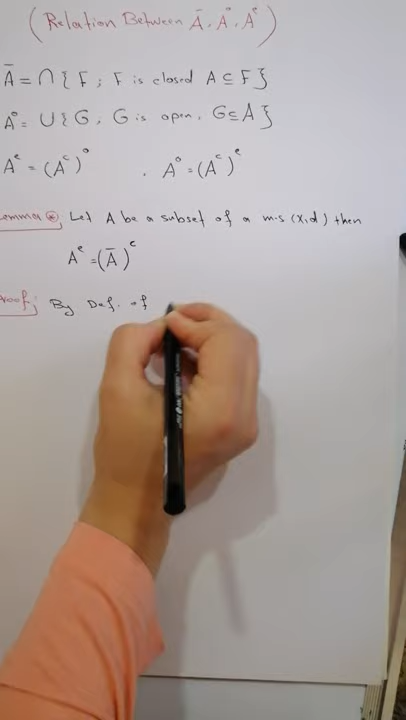 (Relation Between Ā, A°, Aᵉ)
Ā = ∩ { F ; F is closed A ⊆ F }
A° = ∪ { G ; G is open, G ⊆ A }
Aᵉ = (Aᶜ)° , A° = (Aᶜ)ᵉ
Lemma ⊛: Let A be a subset of a m.s (X,d) then
Aᵉ = (Ā)ᶜ
Proof; By Def. of